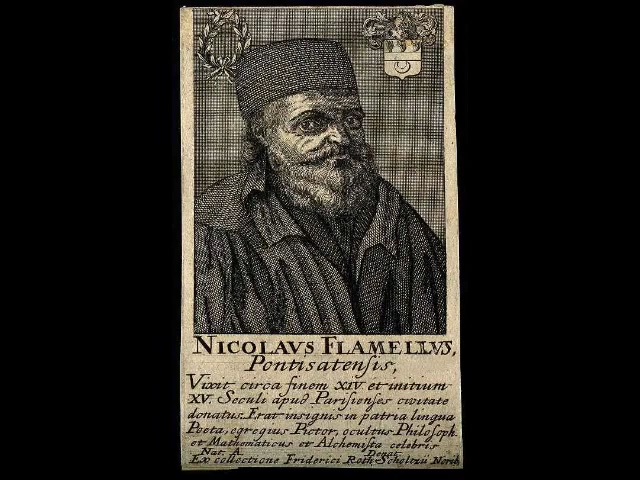 NICOLAVS FLAMELLVS,
Pontisatensis,
Vixit circa finem XIV et initium
XV. Seculi apud Parisienses civitate
donatus. Erat insignis in patria lingua
Poeta, egregius Pictor, ocultus Philosoph.
et Mathematicus et Alchemista celebris
Nat. A. Denat.
Ex collectione Friderici Roth-Scholtzii Norib.